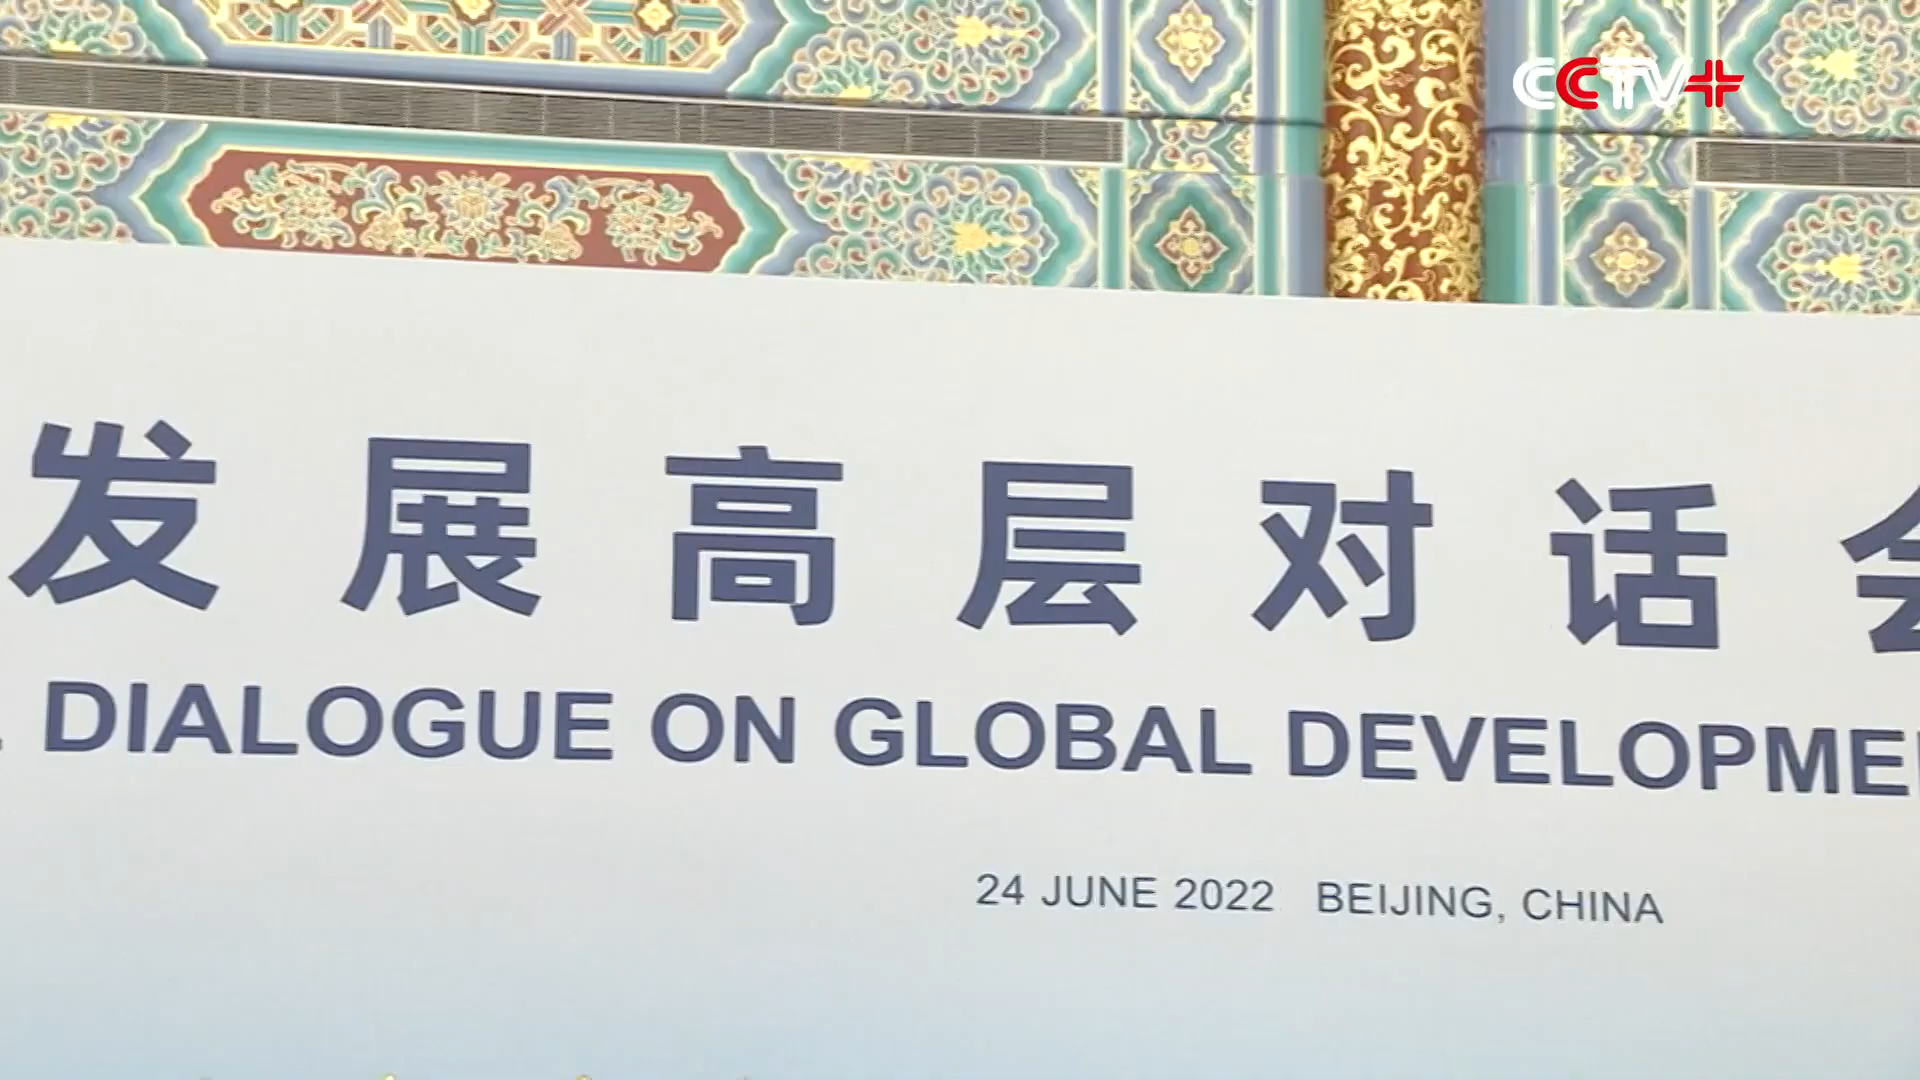 CCTV+
发展高层对话会
DIALOGUE ON GLOBAL DEVELOPME
24 JUNE 2022 BEIJING, CHINA